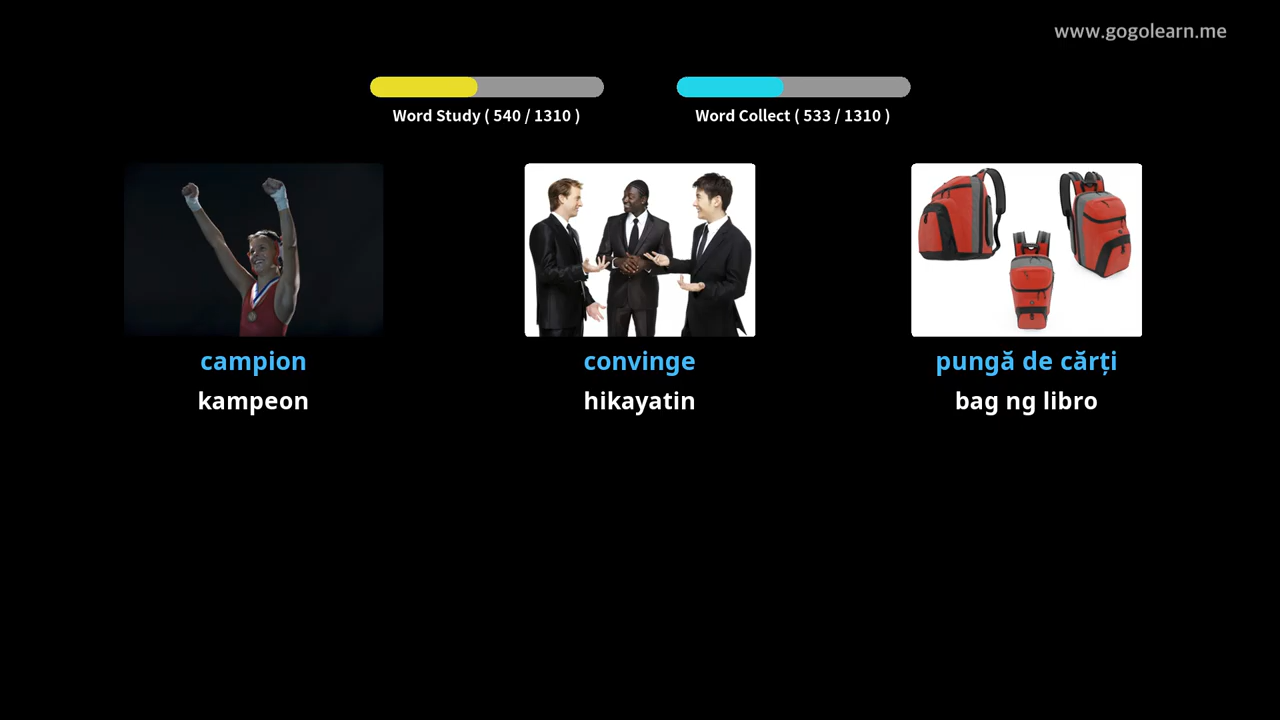 www.gogolearn.me
Word Study ( 540 / 1310 )
Word Collect ( 533 / 1310 )
campion
kampeon
convinge
hikayatin
pungă de cărți
bag ng libro